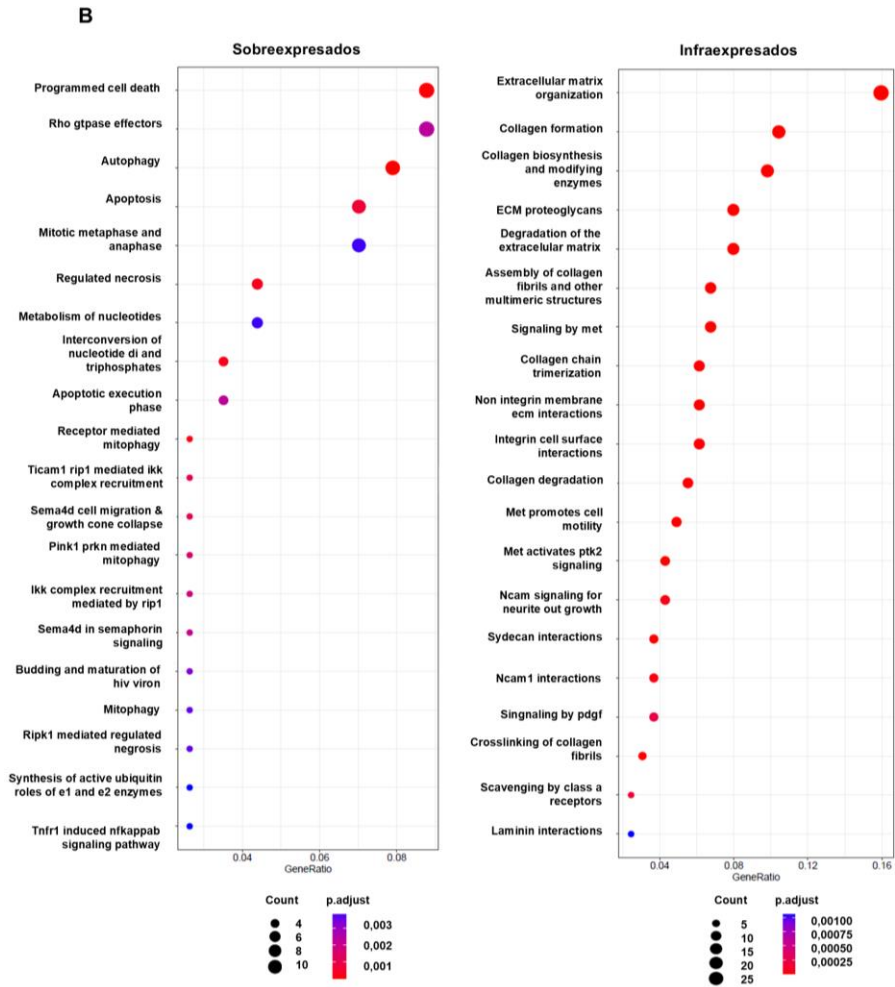 B
Sobreexpresados
Programmed cell death
Rho gtpase effectors
Autophagy
Apoptosis
Mitotic metaphase and
anaphase
Regulated necrosis
Metabolism of nucleotides
Interconversion of
nucleotide di and
triphosphates
Apoptotic execution
phase
Receptor mediated
mitophagy
Ticam1 rip1 mediated ikk
complex recruitment
Sema4d cell migration &
growth cone collapse
Pink1 prkn mediated
mitophagy
Ikk complex recruitment
mediated by rip1
Sema4d in semaphorin
signaling
Budding and maturation of
hiv viron
Mitophagy
Ripk1 mediated regulated
negrosis
Synthesis of active ubiquitin
roles of e1 and e2 enzymes
Tnfr1 induced nfkappab
signaling pathway
0.04 0.06 0.08
GeneRatio
Count p.adjust
4
6
8
10
0,003
0,002
0,001
Infraexpresados
Extracellular matrix
organization
Collagen formation
Collagen biosynthesis
and modifying
enzymes
ECM proteoglycans
Degradation of the
extracellular matrix
Assembly of collagen
fibrils and other
multimeric structures
Signaling by met
Collagen chain
trimerization
Non integrin membrane
ecm interactions
Integrin cell surface
interactions
Collagen degradation
Met promotes cell
motility
Met activates ptk2
signaling
Ncam signaling for
neurite out growth
Sydecan interactions
Ncam1 interactions
Singnaling by pdgf
Crosslinking of collagen
fibrils
Scavenging by class a
receptors
Laminin interactions
0.04 0.08 0.12 0.16
GeneRatio
Count p.adjust
5
10
15
20
25
0,00100
0,00075
0,00050
0,00025